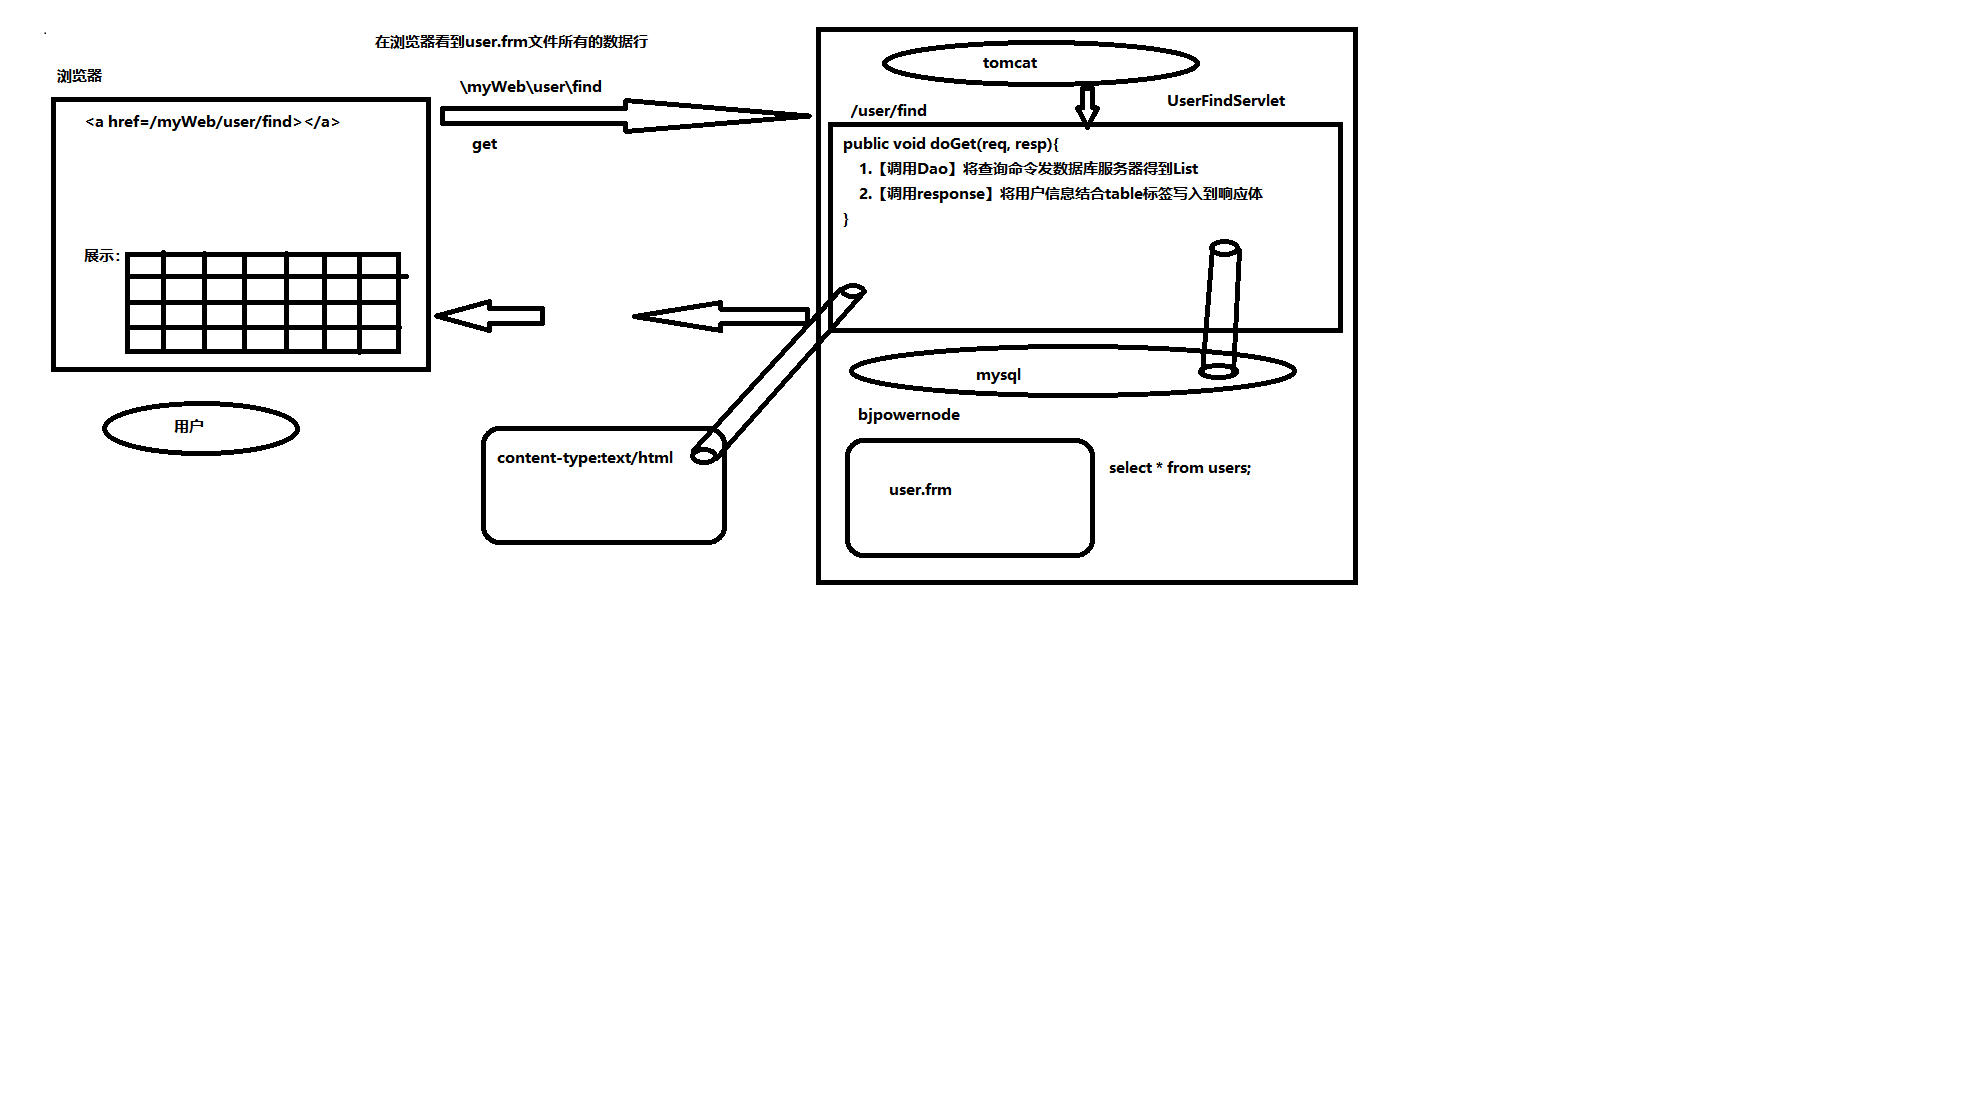 在浏览器看到user.frm文件所有的数据行
浏览器
<a href=/myWeb/user/find></a>
展示：
用户
\myWeb\user\find
get
content-type:text/html
tomcat
UserFindServlet
/user/find
public void doGet(req, resp){
1.【调用Dao】将查询命令发数据库服务器得到List
2.【调用response】将用户信息结合table标签写入到响应体
}
mysql
bjpowernode
user.frm
select * from users;